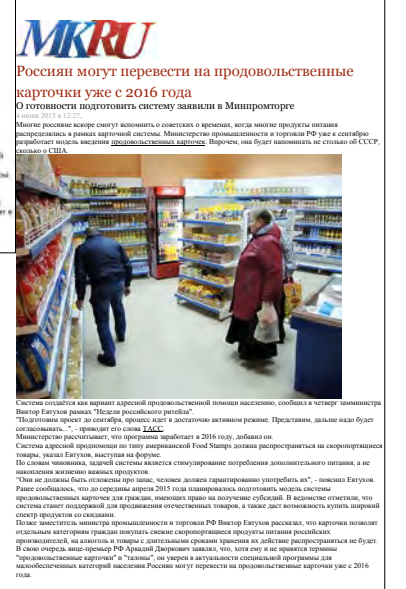 MKRU
Россиян могут перевести на продовольственные
карточки уже с 2016 года
О готовности подготовить систему заявили в Минпромторге
4 июня 2015 в 12:27,
Многие россияне вскоре смогут вспомнить о советских о временах, когда многие продукты питания
распределялись в рамках карточной системы. Министерство промышленности и торговли РФ уже к сентябрю
разработает модель введения продовольственных карточек. Впрочем, она будет напоминать не столько об СССР,
сколько о США.
Система создаётся как вариант адресной продовольственной помощи населению, сообщил в четверг замминистра
Виктор Евтухов рамках "Недели российского ритейла".
"Подготовим проект до сентября, процесс идет в достаточно активном режиме. Представим, дальше надо будет
согласовывать...", - приводит его слова ТАСС.
Министерство рассчитывает, что программа заработает в 2016 году, добавил он.
Система адресной продпомощи по типу американской Food Stamps должна распространяться на скоропортящиеся
товары, указал Евтухов, выступая на форуме.
По словам чиновника, задачей системы является стимулирование потребления дополнительного питания, а не
накопления жизненно важных продуктов.
"Они не должны быть отложены про запас, человек должен гарантированно употребить их", - пояснил Евтухов.
Ранее сообщалось, что до середины апреля 2015 года планировалось подготовить модель системы
продовольственных карточек для граждан, имеющих право на получение субсидий. В ведомстве отметили, что
система станет поддержкой для продвижения отечественных товаров, а также даст возможность купить широкий
спектр продуктов со скидками.
Позже заместитель министра промышленности и торговли РФ Виктор Евтухов рассказал, что карточки позволят
отдельным категориям граждан покупать свежие скоропортящиеся продукты питания российских
производителей, на алкоголь и товары с длительными сроками хранения их действие распространяться не будет.
В свою очередь вице-премьер РФ Аркадий Дворкович заявлял, что, хотя ему и не нравятся термины
"продовольственные карточки" и "талоны", он уверен в актуальности специальной программы для
малообеспеченных категорий населения.Россиян могут перевести на продовольственные карточки уже с 2016
года.